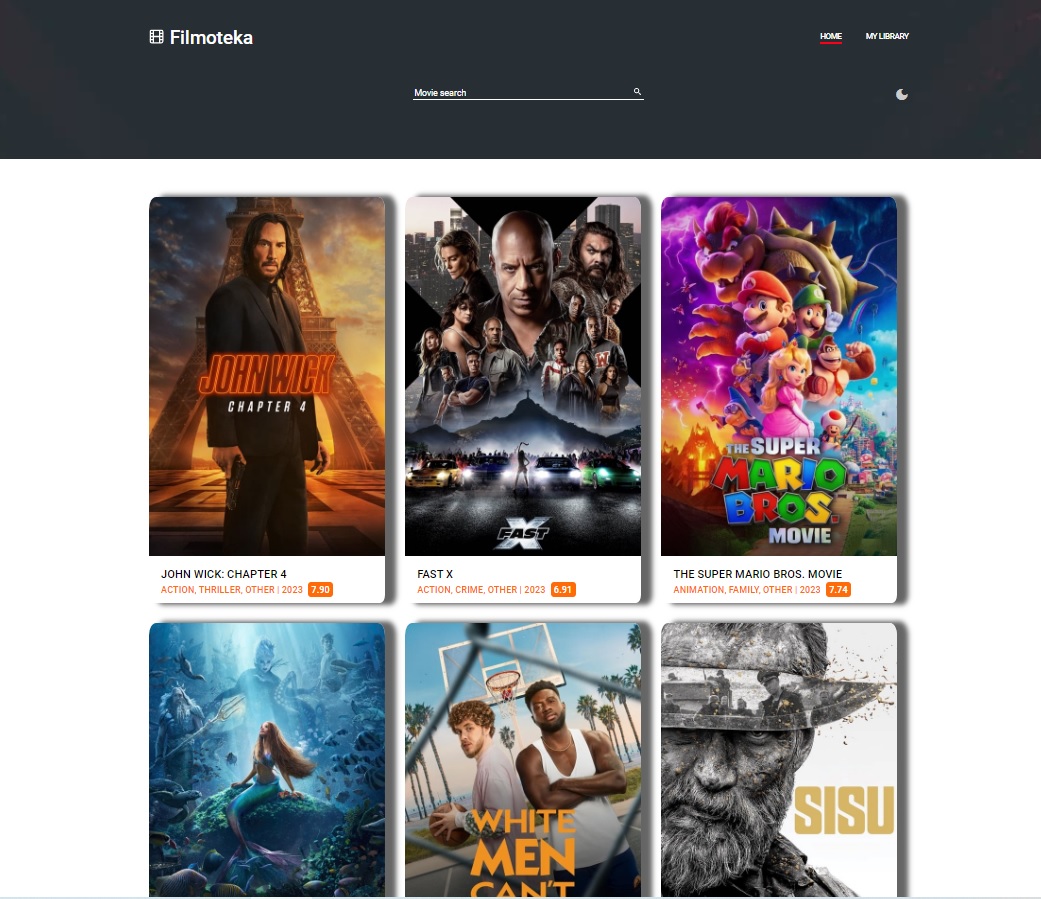 Filmoteka
HOME
MY LIBRARY
Movie search
JOHN WICK
CHAPTER 4
FAST X
THE SUPER
MARIO
BROS.
MOVIE
W
JOHN WICK: CHAPTER 4
ACTION, THRILLER, OTHER | 2023 7.90
FAST X
ACTION, CRIME, OTHER | 2023 6.91
THE SUPER MARIO BROS. MOVIE
ANIMATION, FAMILY, OTHER | 2023 7.74
WHITE
MEN
CAN'T
SISU